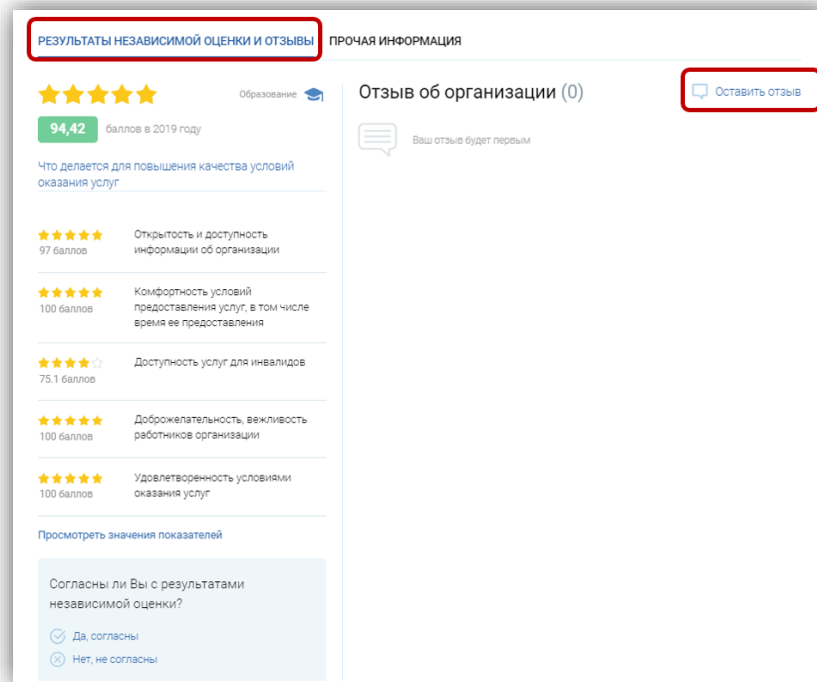 РЕЗУЛЬТАТЫ НЕЗАВИСИМОЙ ОЦЕНКИ И ОТЗЫВЫ
ПРОЧАЯ ИНФОРМАЦИЯ
Образование
94,42
баллов в 2019 году
Что делается для повышения качества условий
оказания услуг
97 баллов
Открытость и доступность
информации об организации
100 баллов
Комфортность условий
предоставления услуг, в том числе
время ее предоставления
75.1 баллов
Доступность услуг для инвалидов
100 баллов
Доброжелательность, вежливость
работников организации
100 баллов
Удовлетворенность условиями
оказания услуг
Просмотреть значения показателей
Согласны ли Вы с результатами
независимой оценки?
Да, согласны
Нет, не согласны
Отзыв об организации (0)
Оставить отзыв
Ваш отзыв будет первым